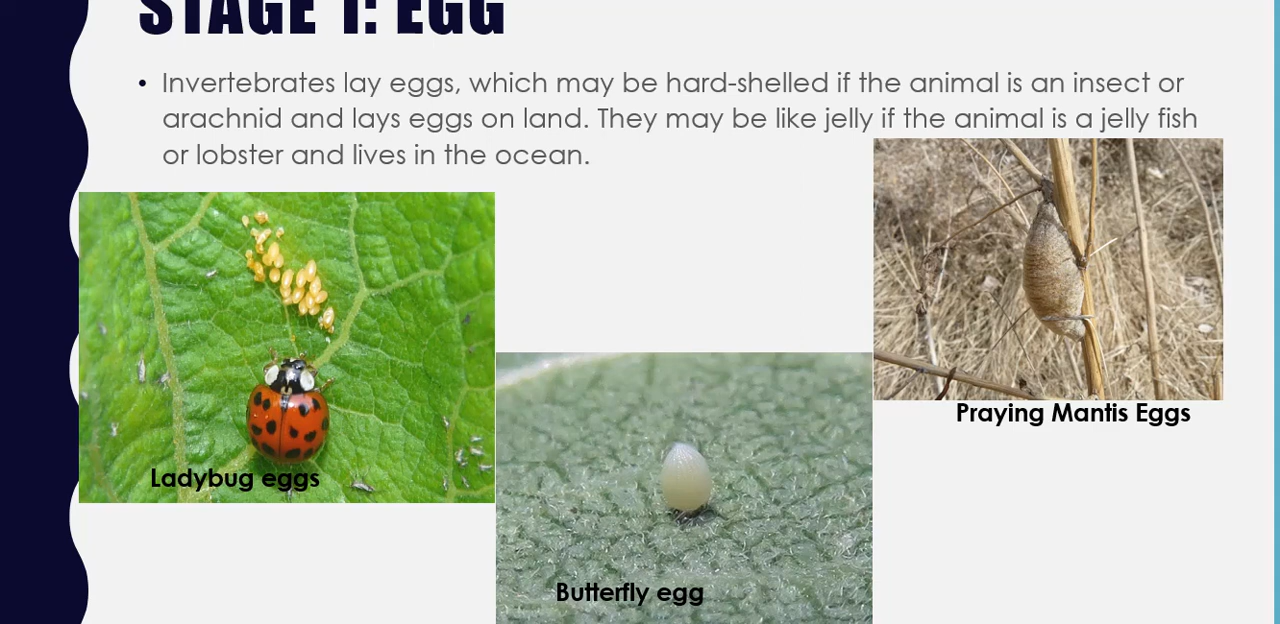 STAGE 1: EGG
• Invertebrates lay eggs, which may be hard-shelled if the animal is an insect or
arachnid and lays eggs on land. They may be like jelly if the animal is a jelly fish
or lobster and lives in the ocean.
Ladybug eggs
Butterfly egg
Praying Mantis Eggs